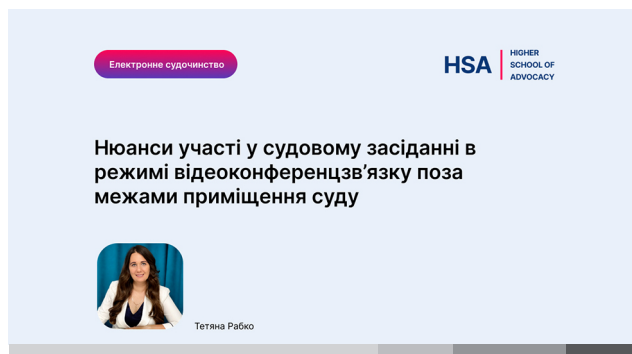 Електронне судочинство
HSA
HIGHER
SCHOOL OF
ADVOCACY
Нюанси участі у судовому засіданні в
режимі відеоконференцзв’язку поза
межами приміщення суду
Тетяна Рабко